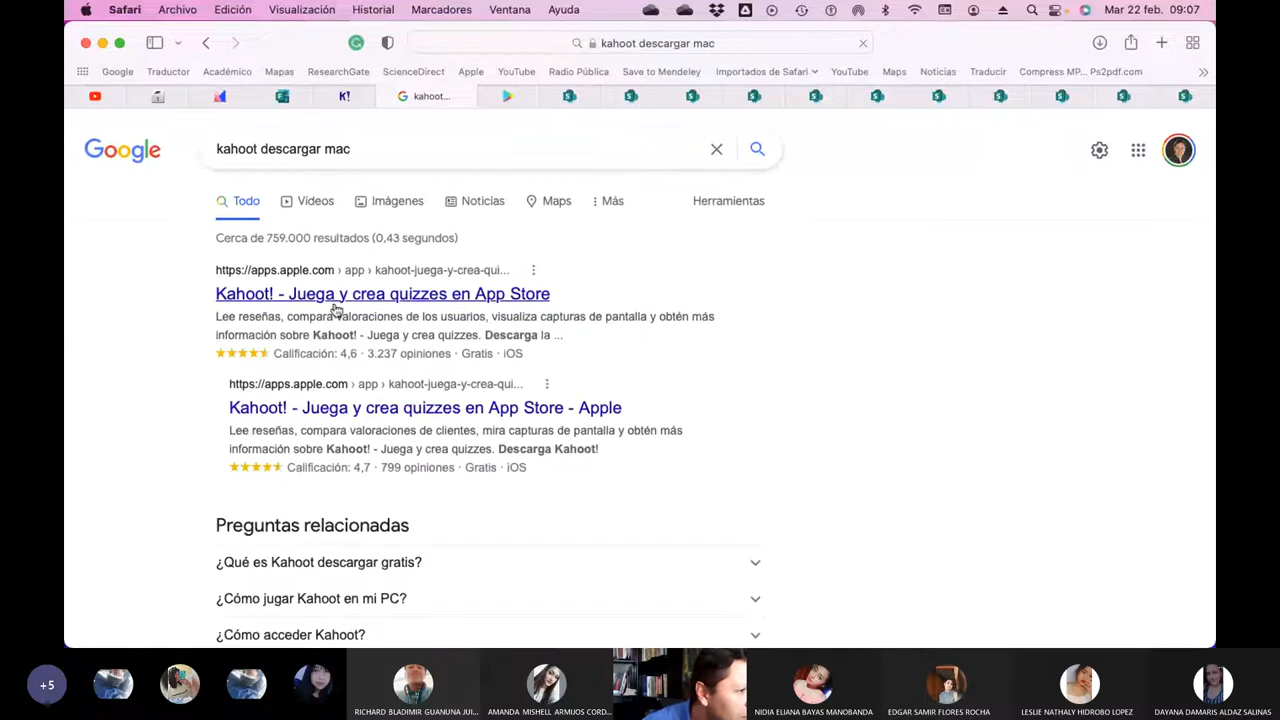 Safari Archivo Edición Visualización Historial Marcadores Ventana Ayuda Mar 22 feb. 09:07
kahoot descargar mac
Google Traductor Académico Mapas ResearchGate ScienceDirect Apple YouTube Radio Pública Save to Mendeley Importados de Safari YouTube Maps Noticias Traducir Compress MP... Ps2pdf.com
K! kahoot...
Google
kahoot descargar mac
Todo Vídeos Imágenes Noticias Maps Más Herramientas
Cerca de 759.000 resultados (0,43 segundos)
https://apps.apple.com › app › kahoot-juega-y-crea-qui...
Kahoot! - Juega y crea quizzes en App Store
Lee reseñas, compara valoraciones de los usuarios, visualiza capturas de pantalla y obtén más
información sobre Kahoot! - Juega y crea quizzes. Descarga la ...
Calificación: 4,6 · 3.237 opiniones · Gratis · iOS
https://apps.apple.com › app › kahoot-juega-y-crea-qui...
Kahoot! - Juega y crea quizzes en App Store - Apple
Lee reseñas, compara valoraciones de clientes, mira capturas de pantalla y obtén más
información sobre Kahoot! - Juega y crea quizzes. Descarga Kahoot!
Calificación: 4,7 · 799 opiniones · Gratis · iOS
Preguntas relacionadas
¿Qué es Kahoot descargar gratis?
¿Cómo jugar Kahoot en mi PC?
¿Cómo acceder Kahoot?
+5
RICHARD BLADIMIR GUANUNA JUI... AMANDA MISHELL ARMIJOS CORD... NIDIA ELIANA BAYAS MANOBANDA EDGAR SAMIR FLORES ROCHA LESLIE NATHALY HIDROBO LOPEZ DAYANA DAMARIS ALDAZ SALINAS